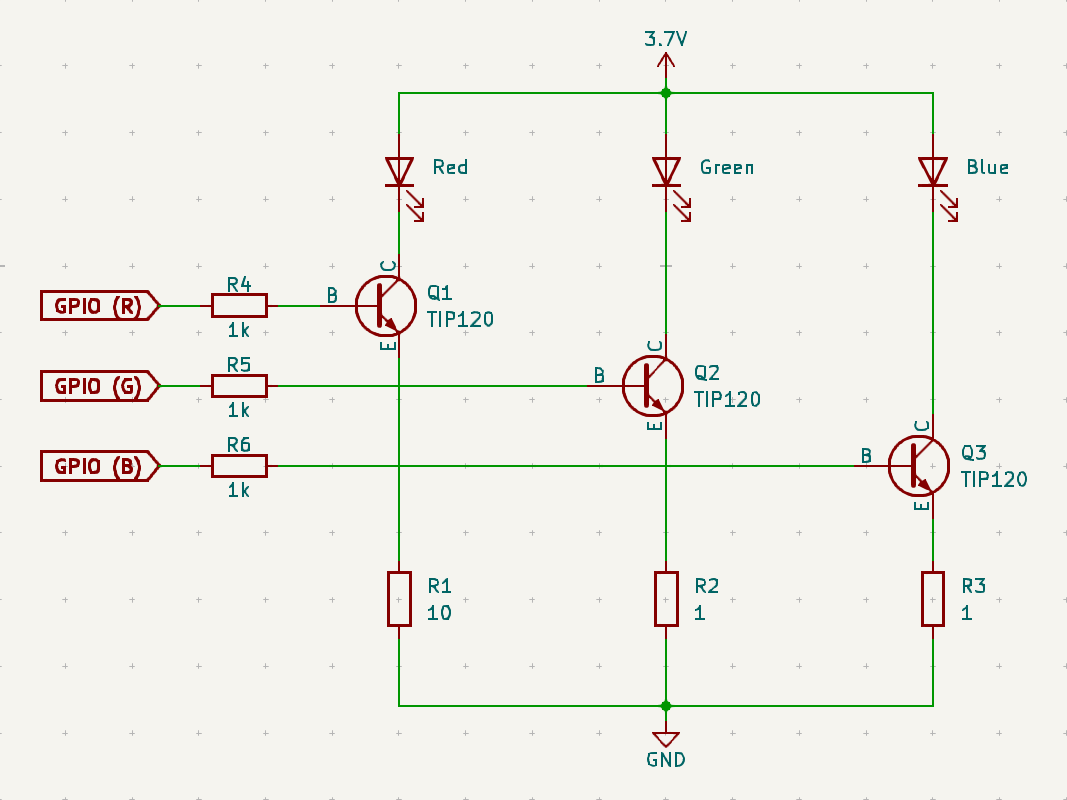 3.7V
Red
Green
Blue
C
GPIO (R)
R4
1k
B
Q1
TIP120
E
C
GPIO (G)
R5
1k
B
Q2
TIP120
E
C
GPIO (B)
R6
1k
B
Q3
TIP120
E
R1
10
R2
1
R3
1
GND